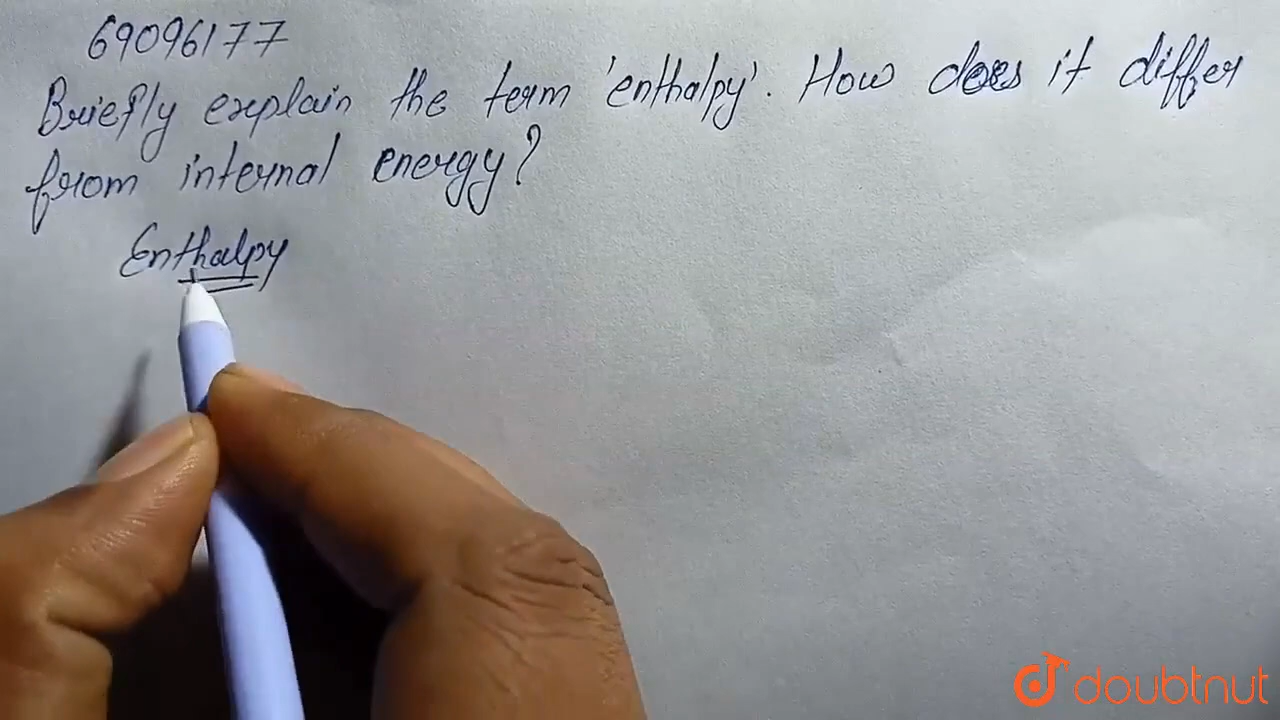 69096177
Briefly explain the term 'enthalpy'. How does it differ
from internal energy?
Enthalpy
doubtnut